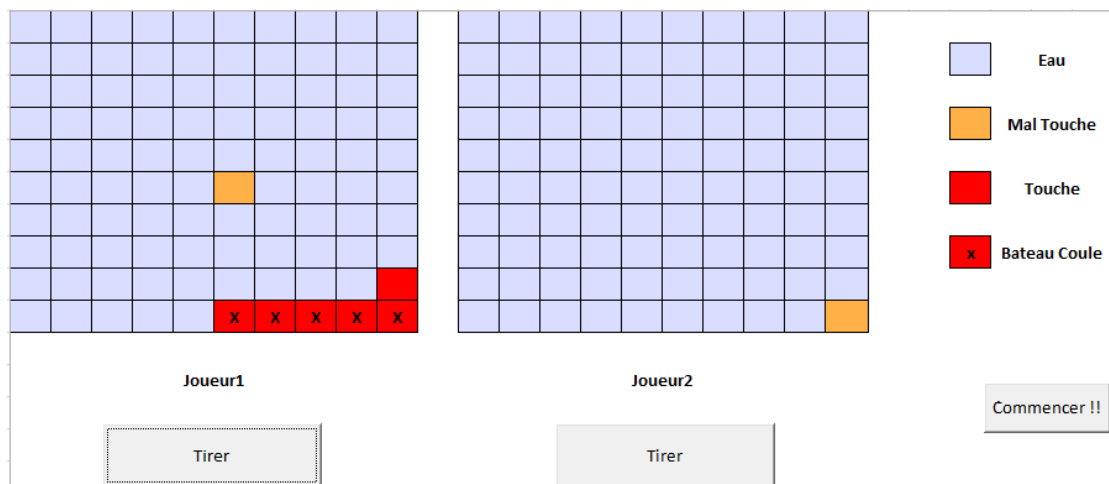 Eau
Mal Touche
Touche
x Bateau Coule
X X X X X
Joueur1 Joueur2
Commencer !!
Tirer Tirer